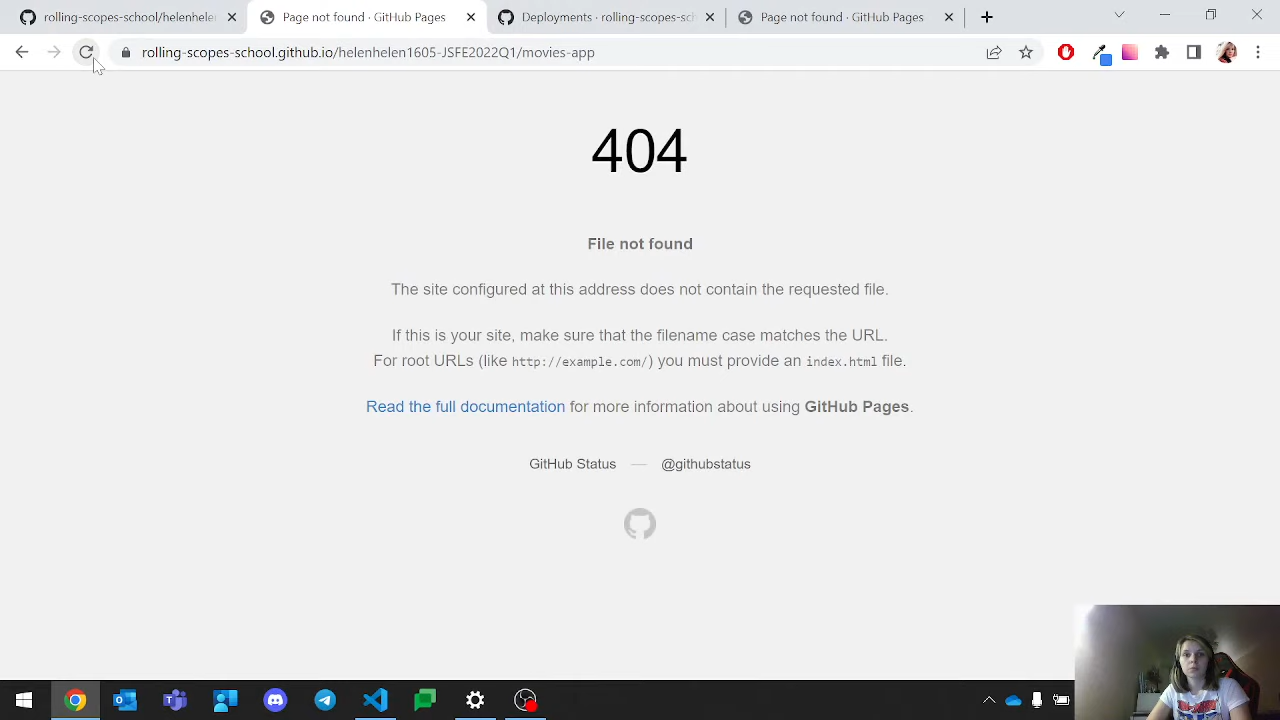 rolling-scopes-school/helenhele
Page not found · GitHub Pages
Deployments · rolling-scopes-sch
Page not found · GitHub Pages
rolling-scopes-school.github.io/helenhelen1605-JSFE2022Q1/movies-app
404
File not found
The site configured at this address does not contain the requested file.
If this is your site, make sure that the filename case matches the URL.
For root URLs (like http://example.com/) you must provide an index.html file.
Read the full documentation for more information about using GitHub Pages.
GitHub Status — @githubstatus